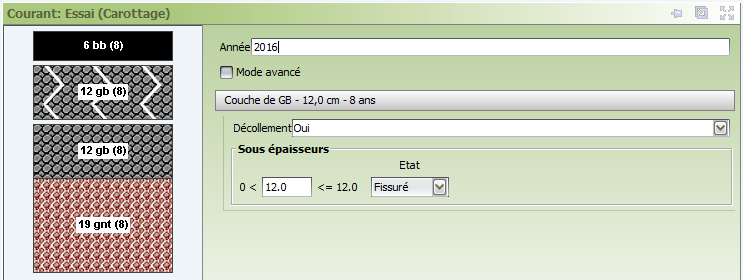 Courant: Essai (Carottage)
6 bb (8)
12 gb (8)
12 gb (8)
19 gnt (8)
Année 2016
Mode avancé
Couche de GB - 12,0 cm - 8 ans
Décollement Oui
Sous épaisseurs
Etat
0 < 12.0 <= 12.0 Fissuré